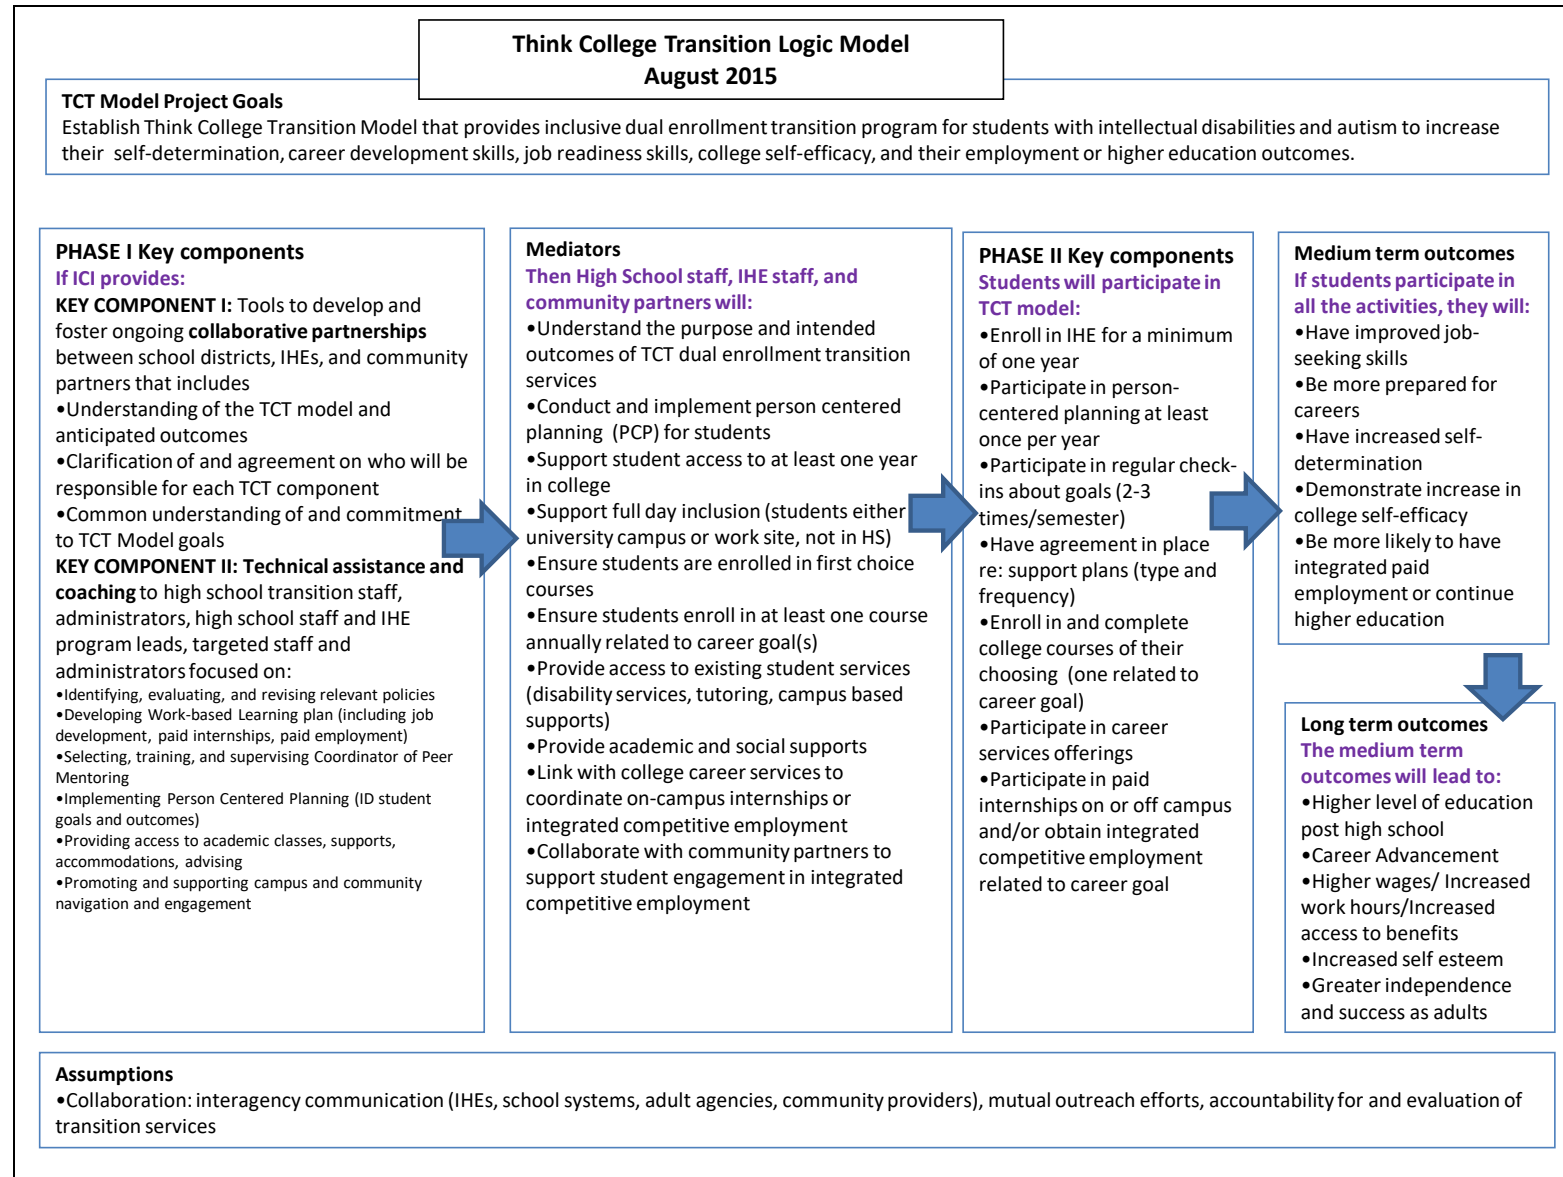 Think College Transition Logic Model
August 2015
TCT Model Project Goals
Establish Think College Transition Model that provides inclusive dual enrollment transition program for students with intellectual disabilities and autism to increase
their self-determination, career development skills, job readiness skills, college self-efficacy, and their employment or higher education outcomes.
PHASE I Key components
If ICI provides:
KEY COMPONENT I: Tools to develop and
foster ongoing collaborative partnerships
between school districts, IHEs, and community
partners that includes
•Understanding of the TCT model and
anticipated outcomes
•Clarification of and agreement on who will be
responsible for each TCT component
•Common understanding of and commitment
to TCT Model goals
KEY COMPONENT II: Technical assistance and
coaching to high school transition staff,
administrators, high school staff and IHE
program leads, targeted staff and
administrators focused on:
•Identifying, evaluating, and revising relevant policies
•Developing Work-based Learning plan (including job
development, paid internships, paid employment)
•Selecting, training, and supervising Coordinator of Peer
Mentoring
•Implementing Person Centered Planning (ID student
goals and outcomes)
•Providing access to academic classes, supports,
accommodations, advising
•Promoting and supporting campus and community
navigation and engagement
Mediators
Then High School staff, IHE staff, and
community partners will:
•Understand the purpose and intended
outcomes of TCT dual enrollment transition
services
•Conduct and implement person centered
planning (PCP) for students
•Support student access to at least one year
in college
•Support full day inclusion (students either
university campus or work site, not in HS)
•Ensure students are enrolled in first choice
courses
•Ensure students enroll in at least one course
annually related to career goal(s)
•Provide access to existing student services
(disability services, tutoring, campus based
supports)
•Provide academic and social supports
•Link with college career services to
coordinate on-campus internships or
integrated competitive employment
•Collaborate with community partners to
support student engagement in integrated
competitive employment
PHASE II Key components
Students will participate in
TCT model:
•Enroll in IHE for a minimum
of one year
•Participate in person-
centered planning at least
once per year
•Participate in regular check-
ins about goals (2-3
times/semester)
•Have agreement in place
re: support plans (type and
frequency)
•Enroll in and complete
college courses of their
choosing (one related to
career goal)
•Participate in career
services offerings
•Participate in paid
internships on or off campus
and/or obtain integrated
competitive employment
related to career goal
Medium term outcomes
If students participate in
all the activities, they will:
•Have improved job-
seeking skills
•Be more prepared for
careers
•Have increased self-
determination
•Demonstrate increase in
college self-efficacy
•Be more likely to have
integrated paid
employment or continue
higher education
Long term outcomes
The medium term
outcomes will lead to:
•Higher level of education
post high school
•Career Advancement
•Higher wages/ Increased
work hours/Increased
access to benefits
•Increased self esteem
•Greater independence
and success as adults
Assumptions
•Collaboration: interagency communication (IHEs, school systems, adult agencies, community providers), mutual outreach efforts, accountability for and evaluation of
transition services